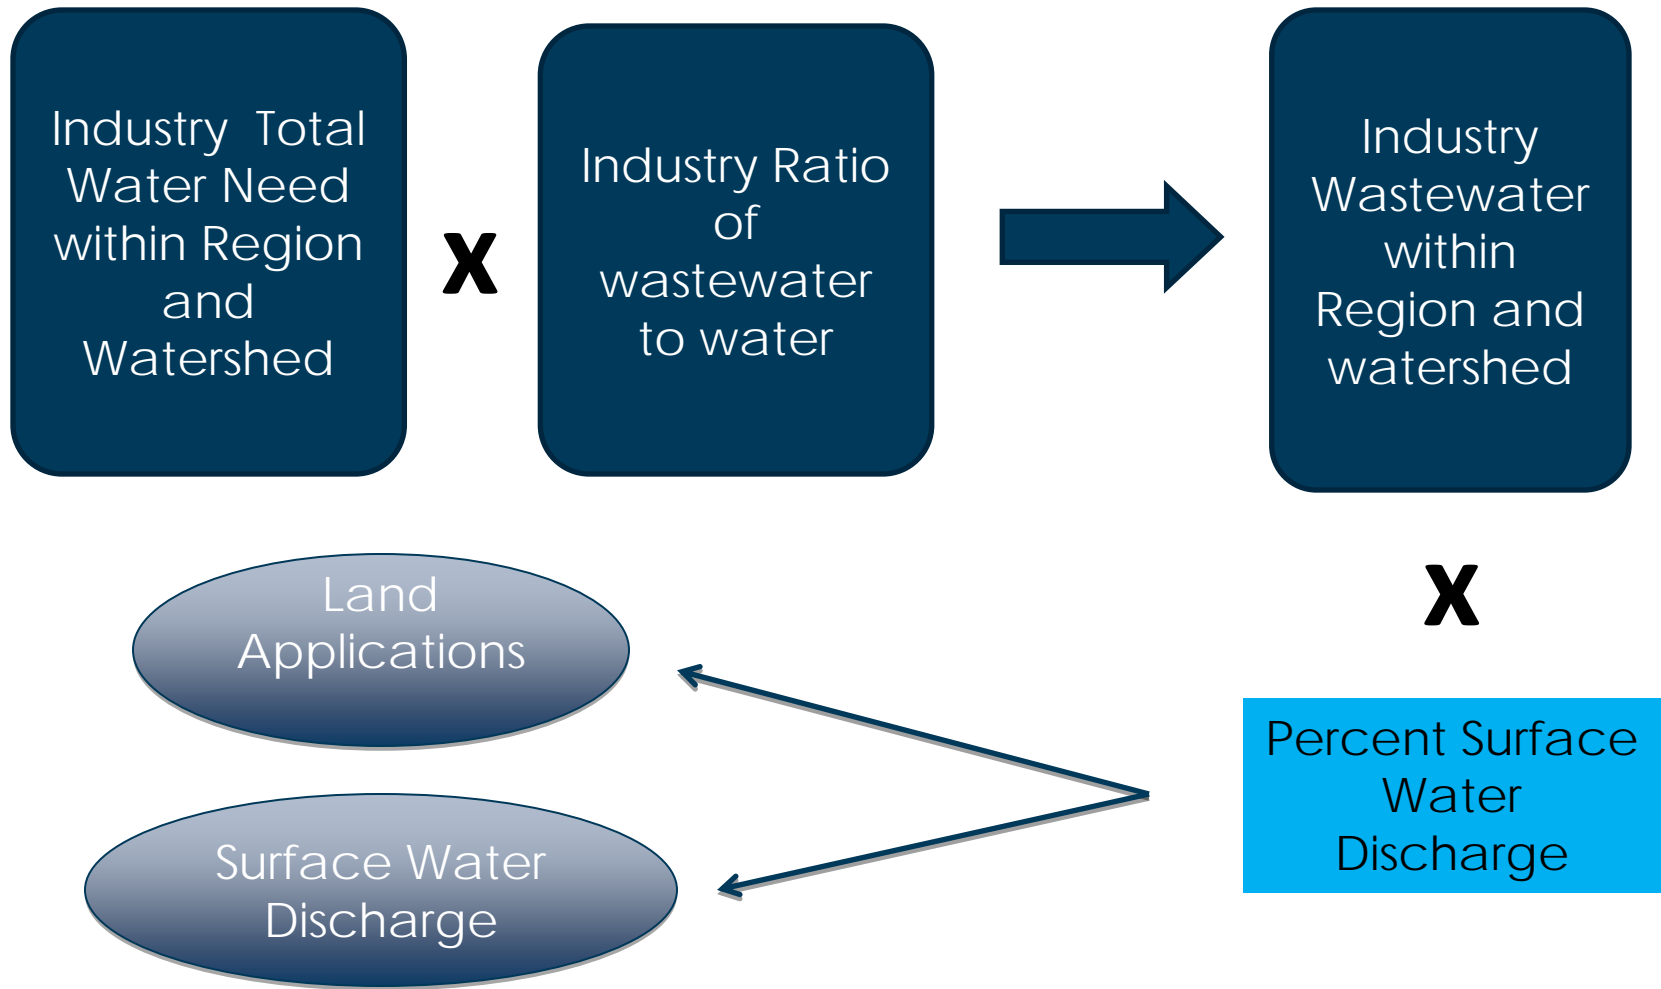 Industry  Total
Water Need
within Region
and
Watershed
X
Industry Ratio
of
wastewater
to water
Industry
Wastewater
within
Region and
watershed
X
Percent Surface
Water
Discharge
Land
Applications
Surface Water
Discharge